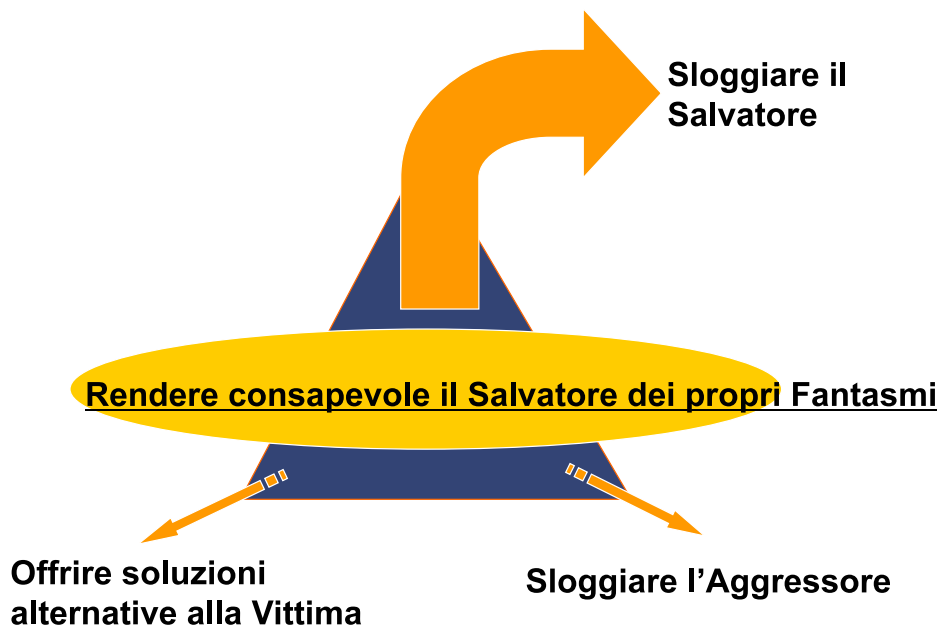 Sloggiare il
Salvatore
Rendere consapevole il Salvatore dei propri Fantasmi
Offrire soluzioni
alternative alla Vittima
Sloggiare l’Aggressore